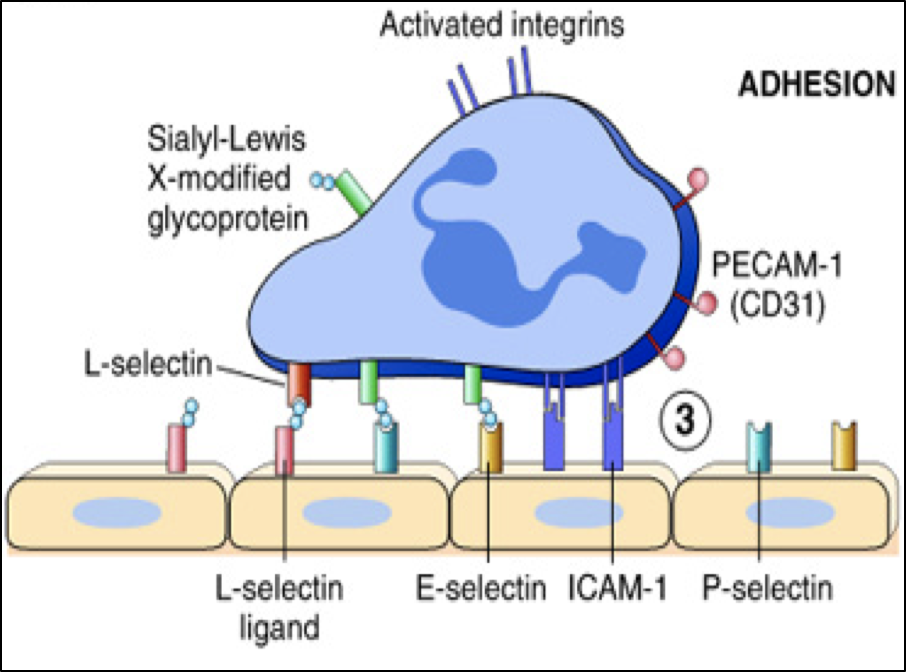 Activated integrins
ADHESION
Sialyl-Lewis
X-modified
glycoprotein
PECAM-1
(CD31)
L-selectin
3
L-selectin
ligand
E-selectin
ICAM-1
P-selectin